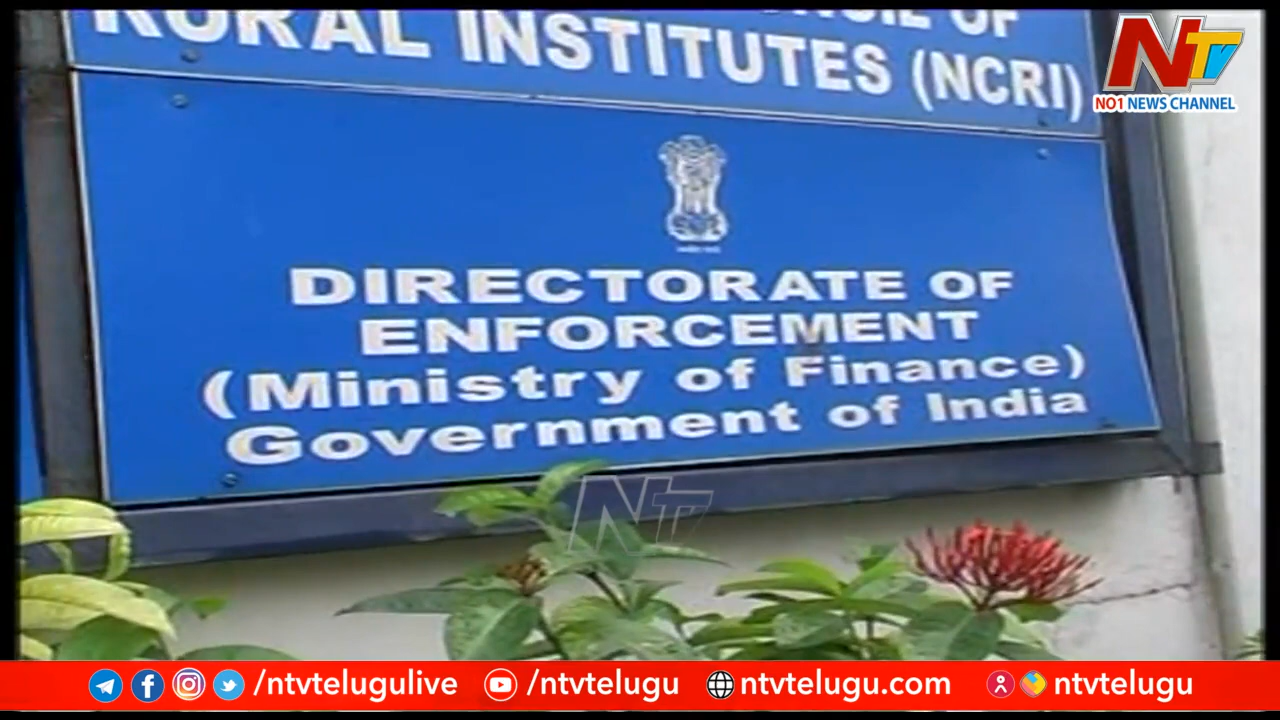 RURAL INSTITUTES (NCRI)
DIRECTORATE OF
ENFORCEMENT
(Ministry of Finance)
Government of India
NTV
NO1 NEWS CHANNEL
NTV
/ntvtelugulive
/ntvtelugu
ntvtelugu.com
ntvtelugu